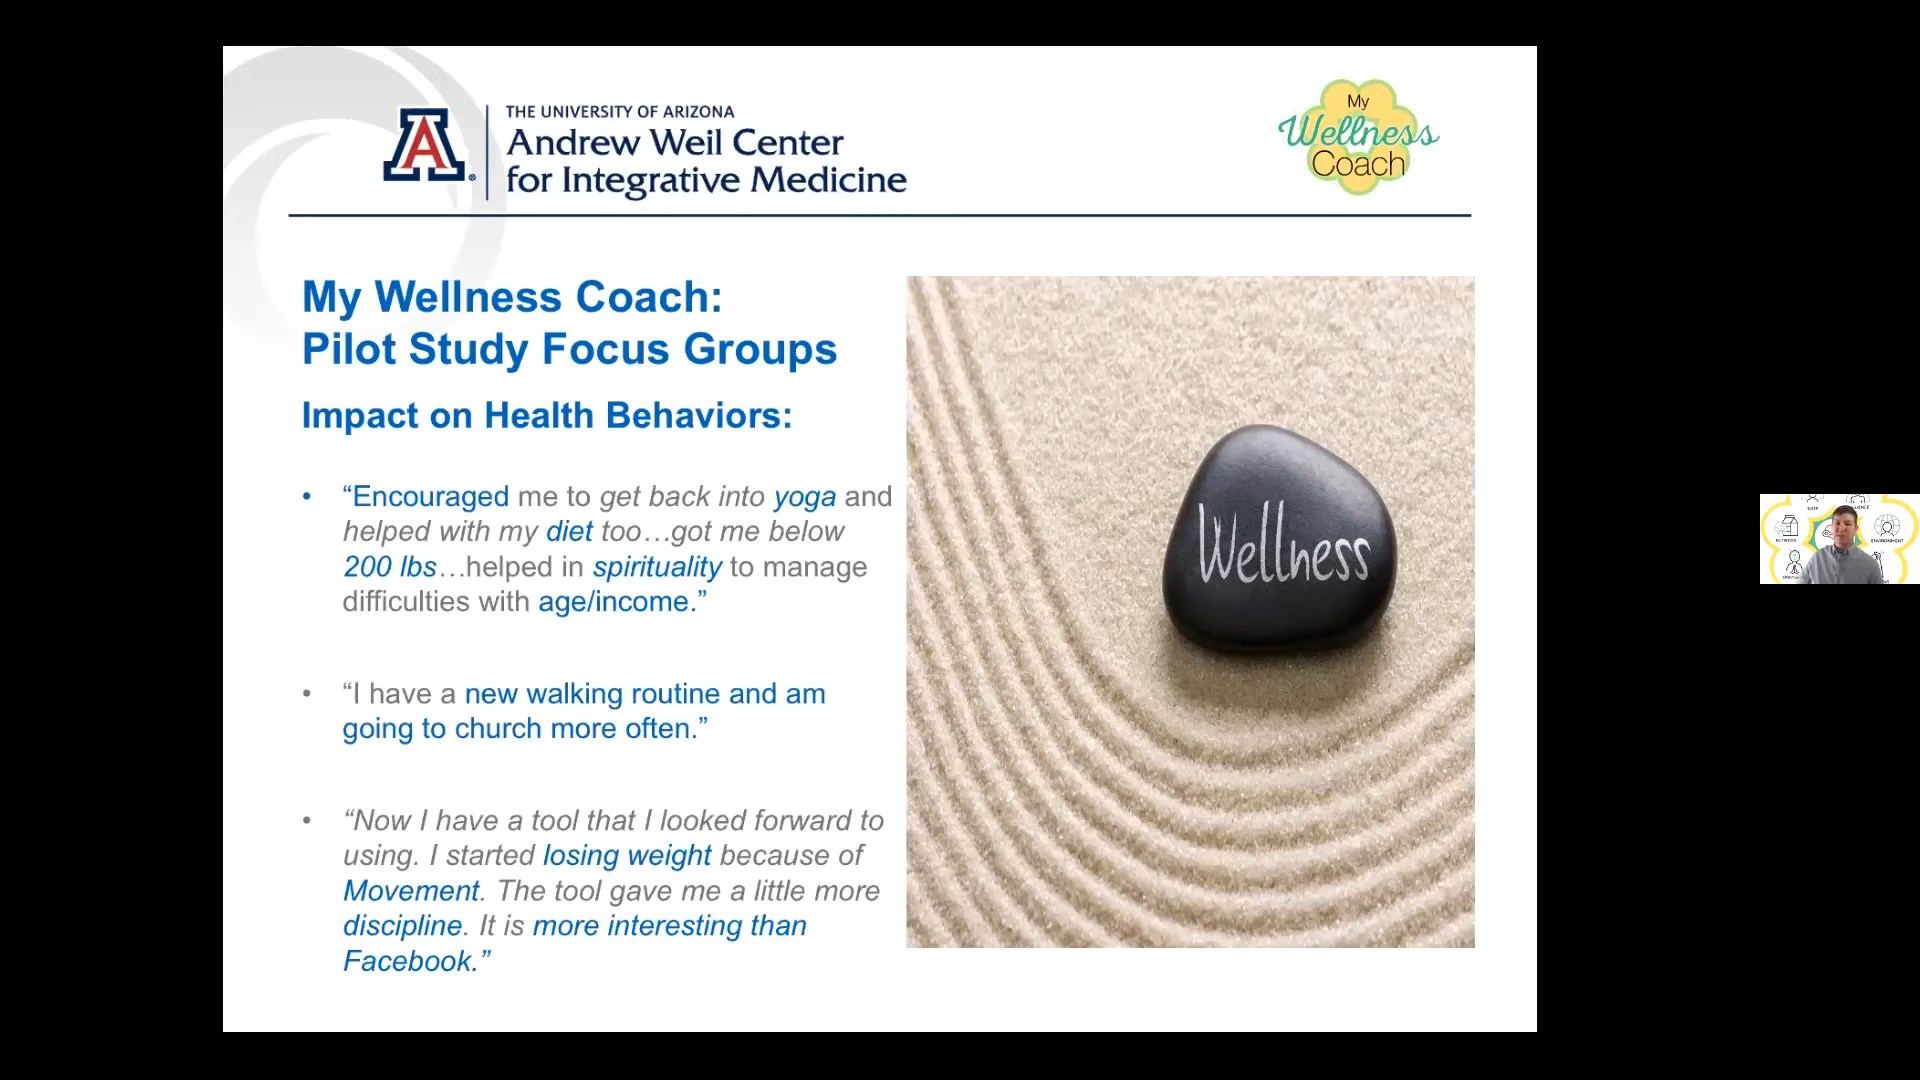 THE UNIVERSITY OF ARIZONA
Andrew Weil Center
for Integrative Medicine
My
Wellness
Coach
My Wellness Coach:
Pilot Study Focus Groups
Impact on Health Behaviors:
• “Encouraged me to get back into yoga and
helped with my diet too…got me below
200 lbs…helped in spirituality to manage
difficulties with age/income.”
• “I have a new walking routine and am
going to church more often.”
• “Now I have a tool that I looked forward to
using. I started losing weight because of
Movement. The tool gave me a little more
discipline. It is more interesting than
Facebook.”
Wellness
SLEEP
NUTRITION
ENVIRONMENT